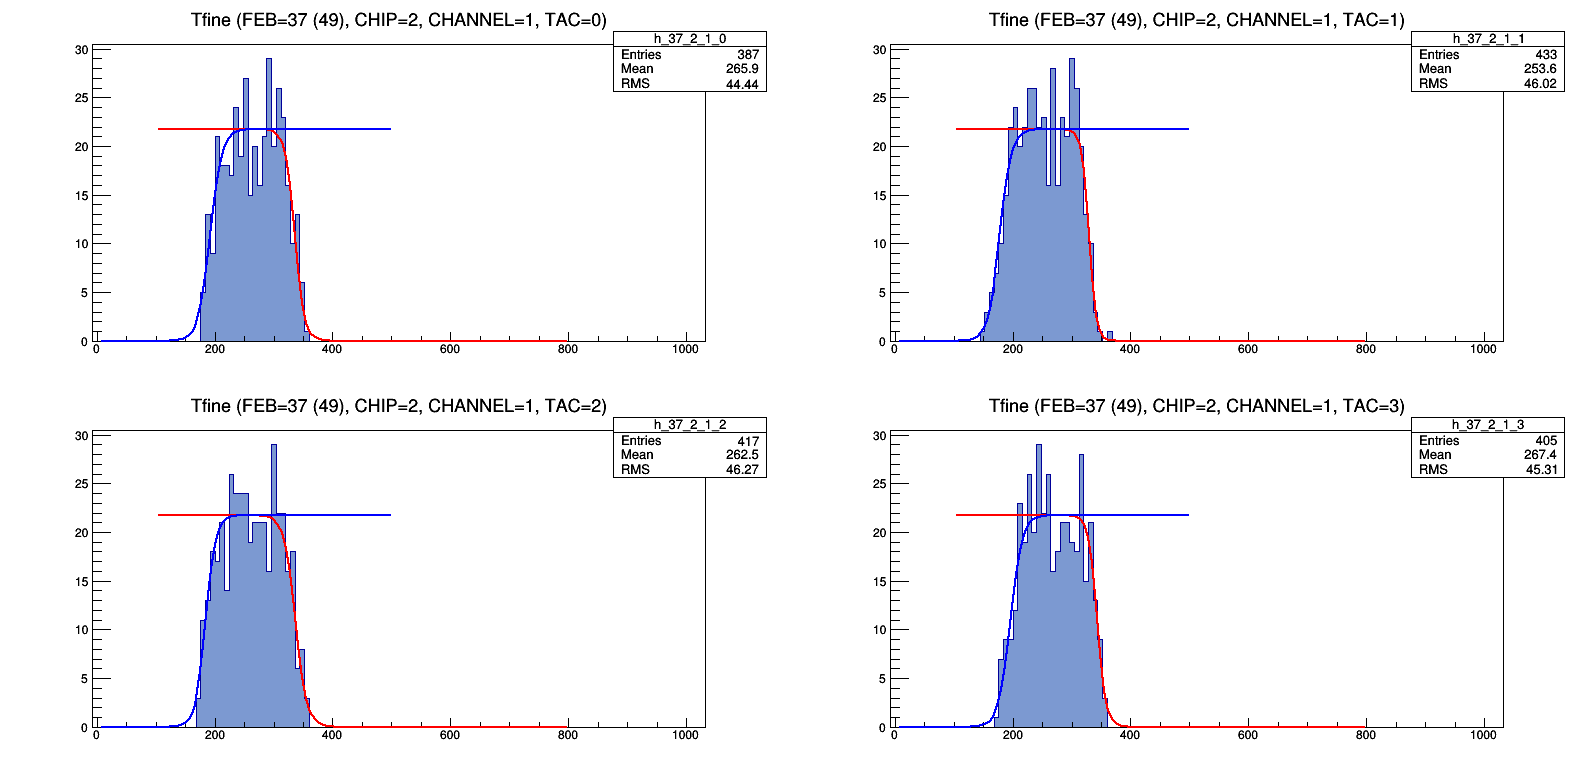 Tfine (FEB=37 (49), CHIP=2, CHANNEL=1, TAC=0)
h_37_2_1_0
Entries 387
Mean 265.9
RMS 44.44
30
25
20
15
10
5
0
0 200 400 600 800 1000
Tfine (FEB=37 (49), CHIP=2, CHANNEL=1, TAC=1)
h_37_2_1_1
Entries 433
Mean 253.6
RMS 46.02
30
25
20
15
10
5
0
0 200 400 600 800 1000
Tfine (FEB=37 (49), CHIP=2, CHANNEL=1, TAC=2)
h_37_2_1_2
Entries 417
Mean 262.5
RMS 46.27
30
25
20
15
10
5
0
0 200 400 600 800 1000
Tfine (FEB=37 (49), CHIP=2, CHANNEL=1, TAC=3)
h_37_2_1_3
Entries 405
Mean 267.4
RMS 45.31
30
25
20
15
10
5
0
0 200 400 600 800 1000